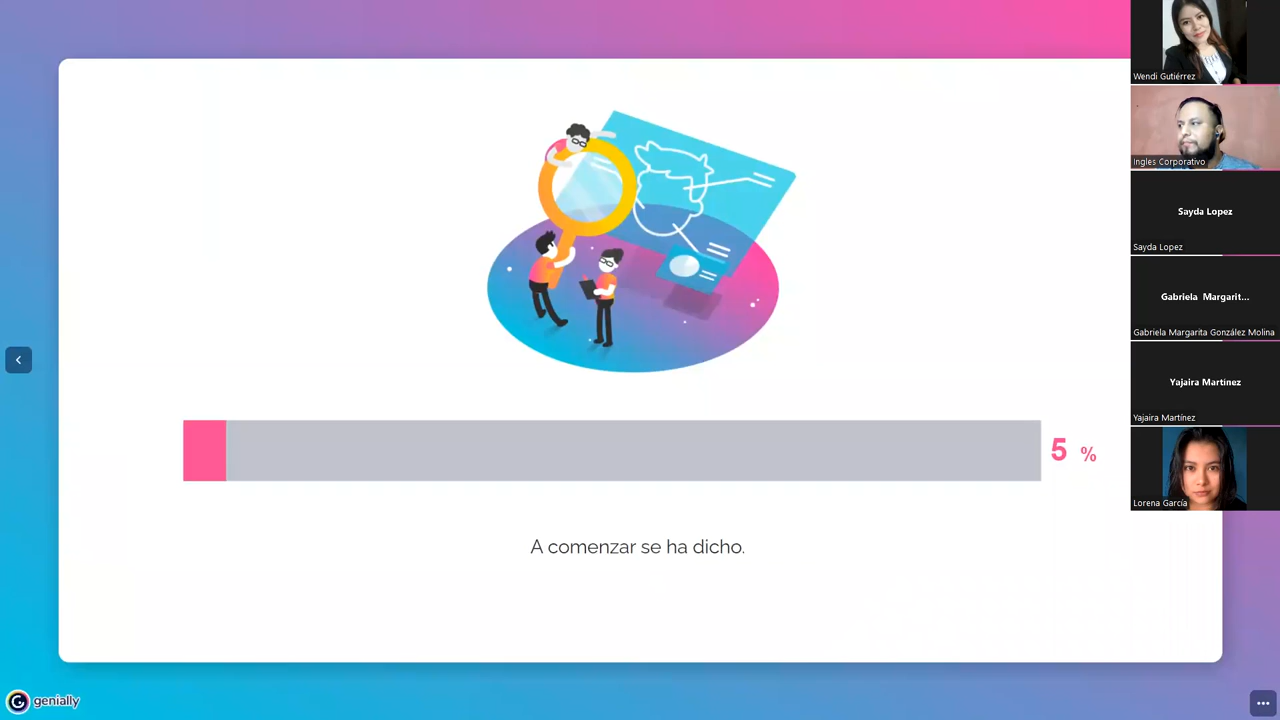 5 %
A comenzar se ha dicho.
genially
Wendi Gutiérrez
Ingles Corporativo
Sayda Lopez
Sayda Lopez
Gabriela Margarit...
Gabriela Margarita González Molina
Yajaira Martínez
Yajaira Martínez
Lorena García